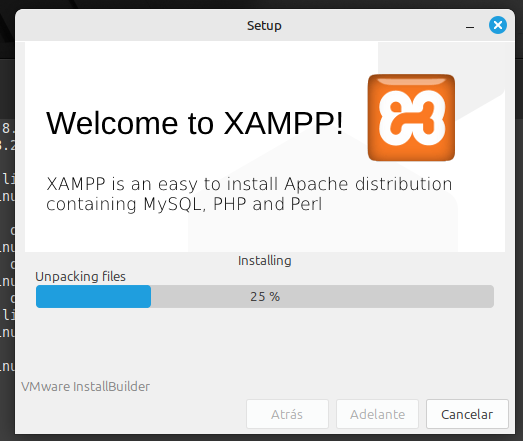 Setup
Welcome to XAMPP!
XAMPP is an easy to install Apache distribution
containing MySQL, PHP and Perl
Installing
Unpacking files
25 %
VMware InstallBuilder
Atrás
Adelante
Cancelar